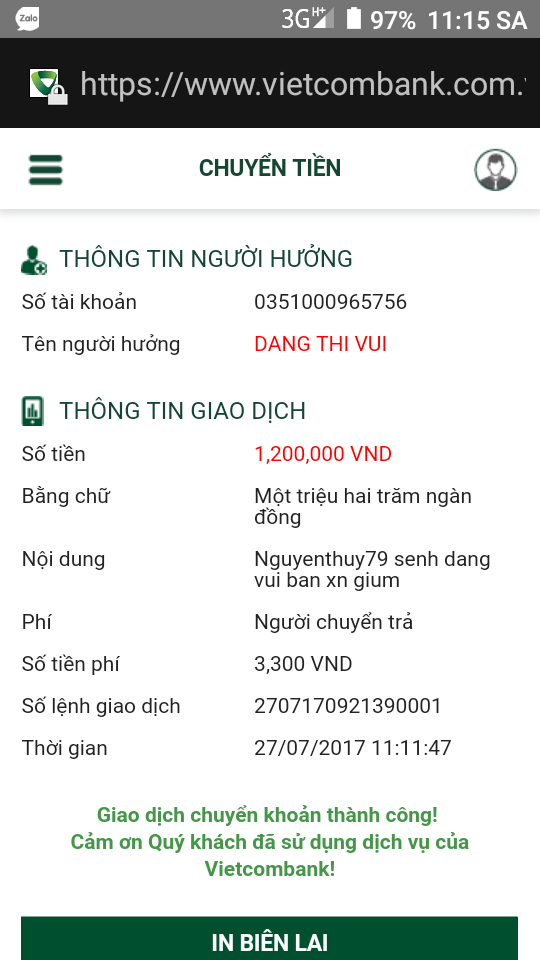 Zalo
3G H+ 97% 11:15 SA
https://www.vietcombank.com.
CHUYỂN TIỀN
THÔNG TIN NGƯỜI HƯỞNG
Số tài khoản 0351000965756
Tên người hưởng DANG THI VUI
THÔNG TIN GIAO DỊCH
Số tiền 1,200,000 VND
Bằng chữ Một triệu hai trăm ngàn
đồng
Nội dung Nguyenthuy79 senh dang
vui ban xn gium
Phí Người chuyển trả
Số tiền phí 3,300 VND
Số lệnh giao dịch 2707170921390001
Thời gian 27/07/2017 11:11:47
Giao dịch chuyển khoản thành công!
Cảm ơn Quý khách đã sử dụng dịch vụ của
Vietcombank!
IN BIÊN LAI